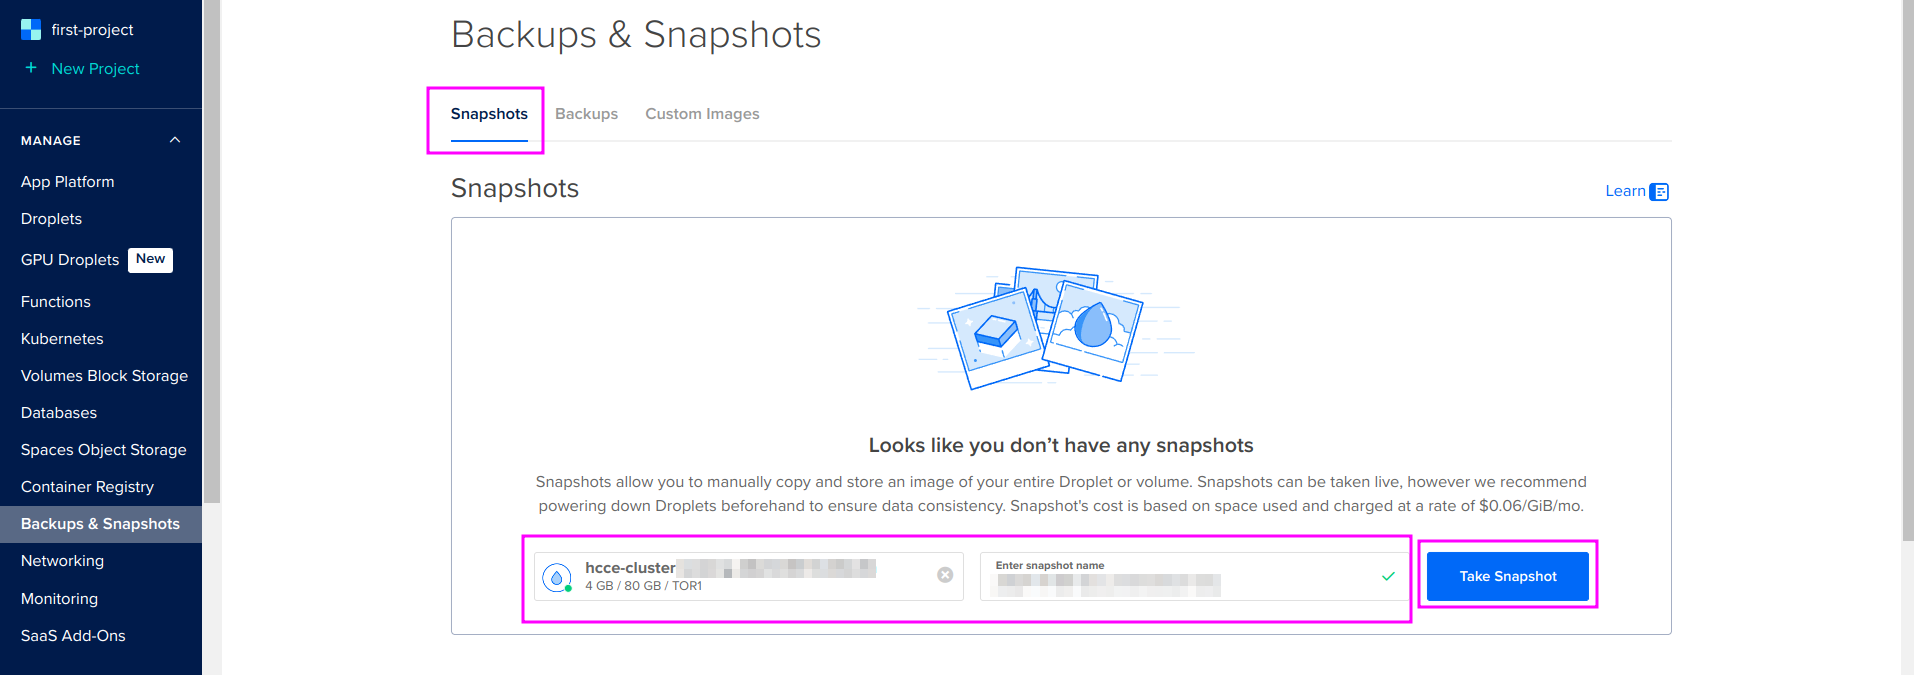 first-project
+ New Project
MANAGE
App Platform
Droplets
GPU Droplets New
Functions
Kubernetes
Volumes Block Storage
Databases
Spaces Object Storage
Container Registry
Backups & Snapshots
Networking
Monitoring
SaaS Add-Ons
Backups & Snapshots
Snapshots Backups Custom Images
Snapshots
Learn
Looks like you don’t have any snapshots
Snapshots allow you to manually copy and store an image of your entire Droplet or volume. Snapshots can be taken live, however we recommend
powering down Droplets beforehand to ensure data consistency. Snapshot's cost is based on space used and charged at a rate of $0.06/GiB/mo.
hcce-cluster
4 GB / 80 GB / TOR1
Enter snapshot name
Take Snapshot